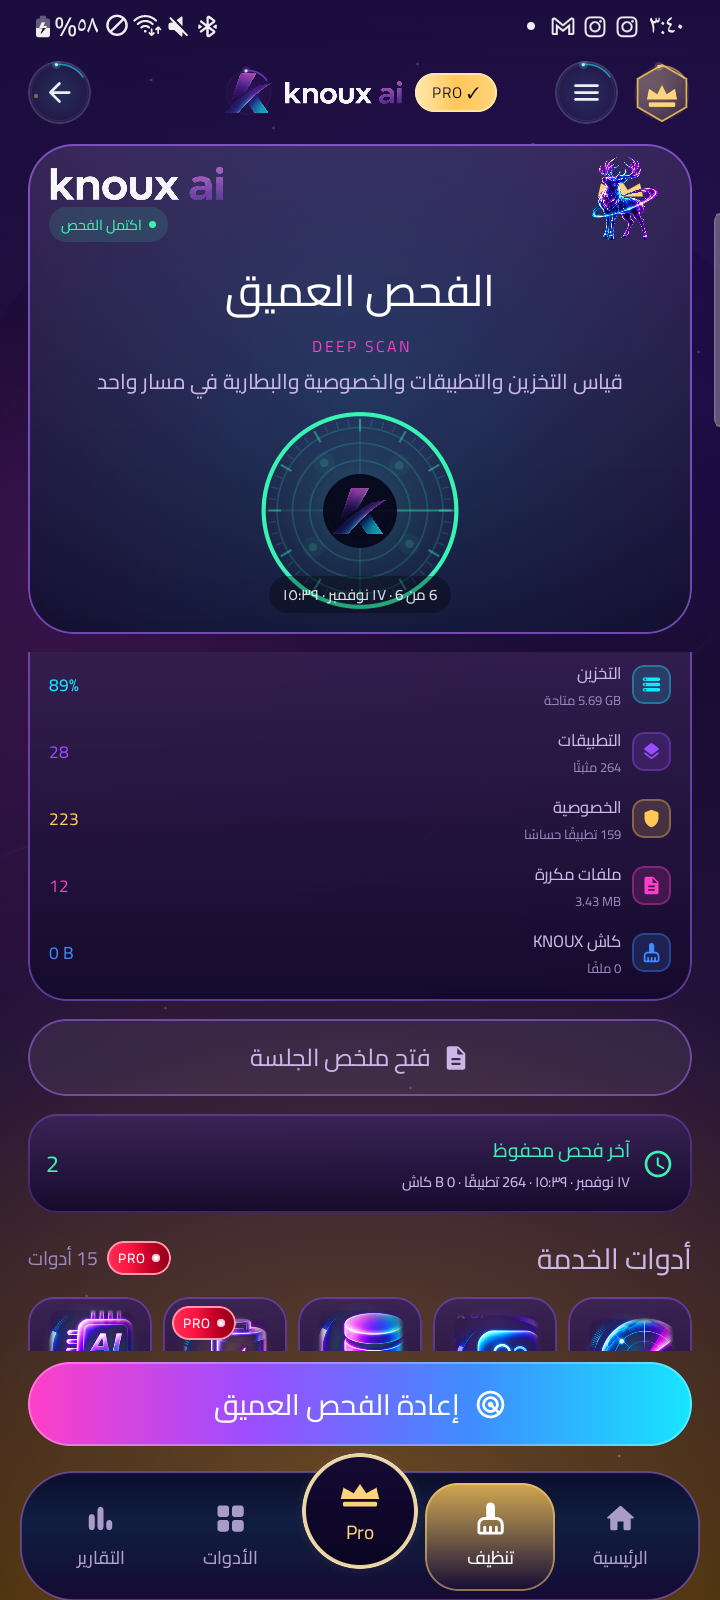 ٣:٤٠
%٥٨
knoux ai
PRO ✓
knoux ai
اكتمل الفحص
الفحص العميق
DEEP SCAN
قياس التخزين والتطبيقات والخصوصية والبطارية في مسار واحد
6 من 6 · ١٧ نوفمبر · ١٥:٣٩
التخزين
5.69 GB متاحة
89%
التطبيقات
264 مثبتًا
28
الخصوصية
159 تطبيقًا حساسًا
223
ملفات مكررة
3.43 MB
12
كاش KNOUX
0 ملفًا
0 B
فتح ملخص الجلسة
آخر فحص محفوظ
١٧ نوفمبر · ١٥:٣٩ · 264 تطبيقًا · 0 B كاش
2
أدوات الخدمة
PRO
15 أدوات
PRO
AI
إعادة الفحص العميق
الرئيسية
تنظيف
Pro
الأدوات
التقارير